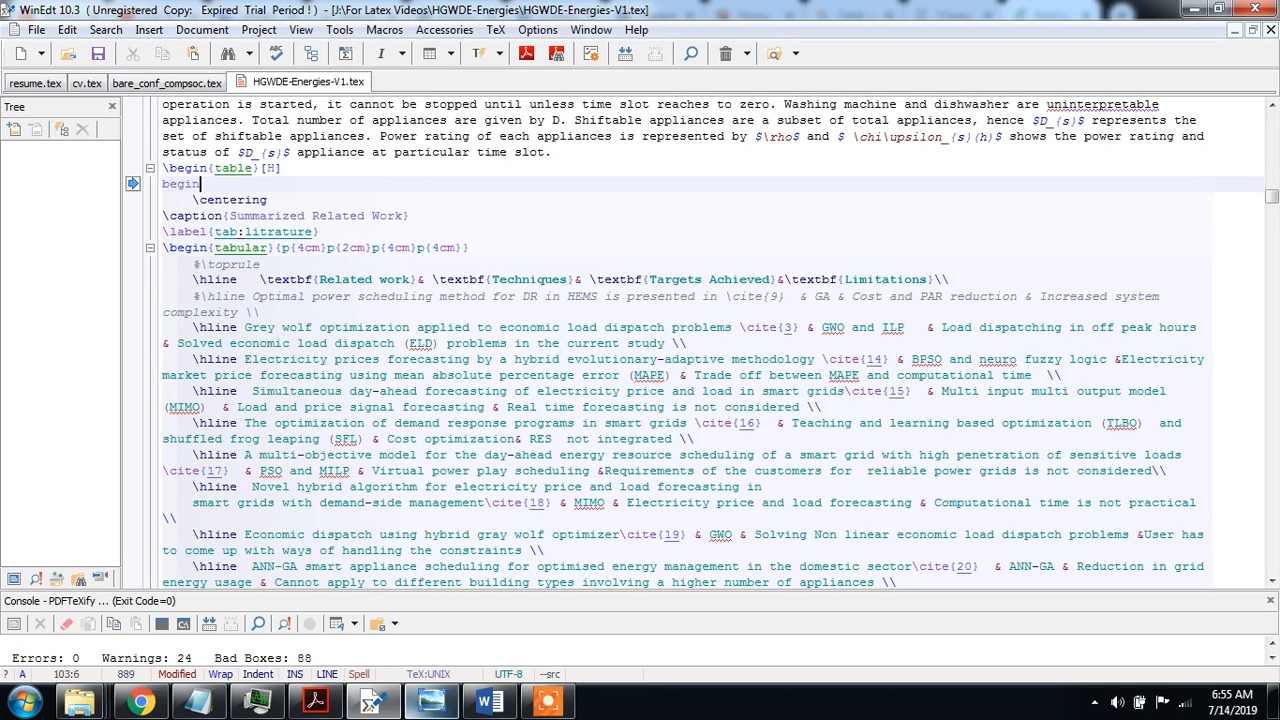 WinEdt 10.3 (Unregistered Copy: Expired Trial Period ! ) - [J:\For Latex Videos\HGWDE-Energies\HGWDE-Energies-V1.tex]
File Edit Search Insert Document Project View Tools Macros Accessories TeX Options Window Help
resume.tex cv.tex bare_conf_compsoc.tex HGWDE-Energies-V1.tex
Tree
operation is started, it cannot be stopped until unless time slot reaches to zero. Washing machine and dishwasher are uninterpretable
appliances. Total number of appliances are given by D. Shiftable appliances are a subset of total appliances, hence $D_{s}$ represents the
set of shiftable appliances. Power rating of each appliances is represented by $\rho$ and $ \chi\upsilon_{s}(h)$ shows the power rating and
status of $D_{s}$ appliance at particular time slot.
\begin{table}[H]
begin
\centering
\caption{Summarized Related Work}
\label{tab:litrature}
\begin{tabular}{p{4cm}p{2cm}p{4cm}p{4cm}}
%\toprule
\hline \textbf{Related work}& \textbf{Techniques}& \textbf{Targets Achieved}&\textbf{Limitations}\\
%\hline Optimal power scheduling method for DR in HEMS is presented in \cite{9} & GA & Cost and PAR reduction & Increased system
complexity \\
\hline Grey wolf optimization applied to economic load dispatch problems \cite{3} & GWO and ILP & Load dispatching in off peak hours
& Solved economic load dispatch (ELD) problems in the current study \\
\hline Electricity prices forecasting by a hybrid evolutionary-adaptive methodology \cite{14} & BPSO and neuro fuzzy logic &Electricity
market price forecasting using mean absolute percentage error (MAPE) & Trade off between MAPE and computational time \\
\hline Simultaneous day-ahead forecasting of electricity price and load in smart grids\cite{15} & Multi input multi output model
(MIMO) & Load and price signal forecasting & Real time forecasting is not considered \\
\hline The optimization of demand response programs in smart grids \cite{16} & Teaching and learning based optimization (TLBO) and
shuffled frog leaping (SFL) & Cost optimization& RES not integrated \\
\hline A multi-objective model for the day-ahead energy resource scheduling of a smart grid with high penetration of sensitive loads
\cite{17} & PSO and MILP & Virtual power play scheduling &Requirements of the customers for reliable power grids is not considered\\
\hline Novel hybrid algorithm for electricity price and load forecasting in
smart grids with demand-side management\cite{18} & MIMO & Electricity price and load forecasting & Computational time is not practical
\\
\hline Economic dispatch using hybrid gray wolf optimizer\cite{19} & GWO & Solving Non linear economic load dispatch problems &User has
to come up with ways of handling the constraints \\
\hline ANN-GA smart appliance scheduling for optimised energy management in the domestic sector\cite{20} & ANN-GA & Reduction in grid
energy usage & Cannot apply to different building types involving a higher number of appliances \\
Console - PDFTeXify ... (Exit Code=0)
Errors: 0 Warnings: 24 Bad Boxes: 88
? A 103:6 889 Modified Wrap Indent INS LINE Spell TeX:UNIX UTF-8 --src
6:55 AM
7/14/2019